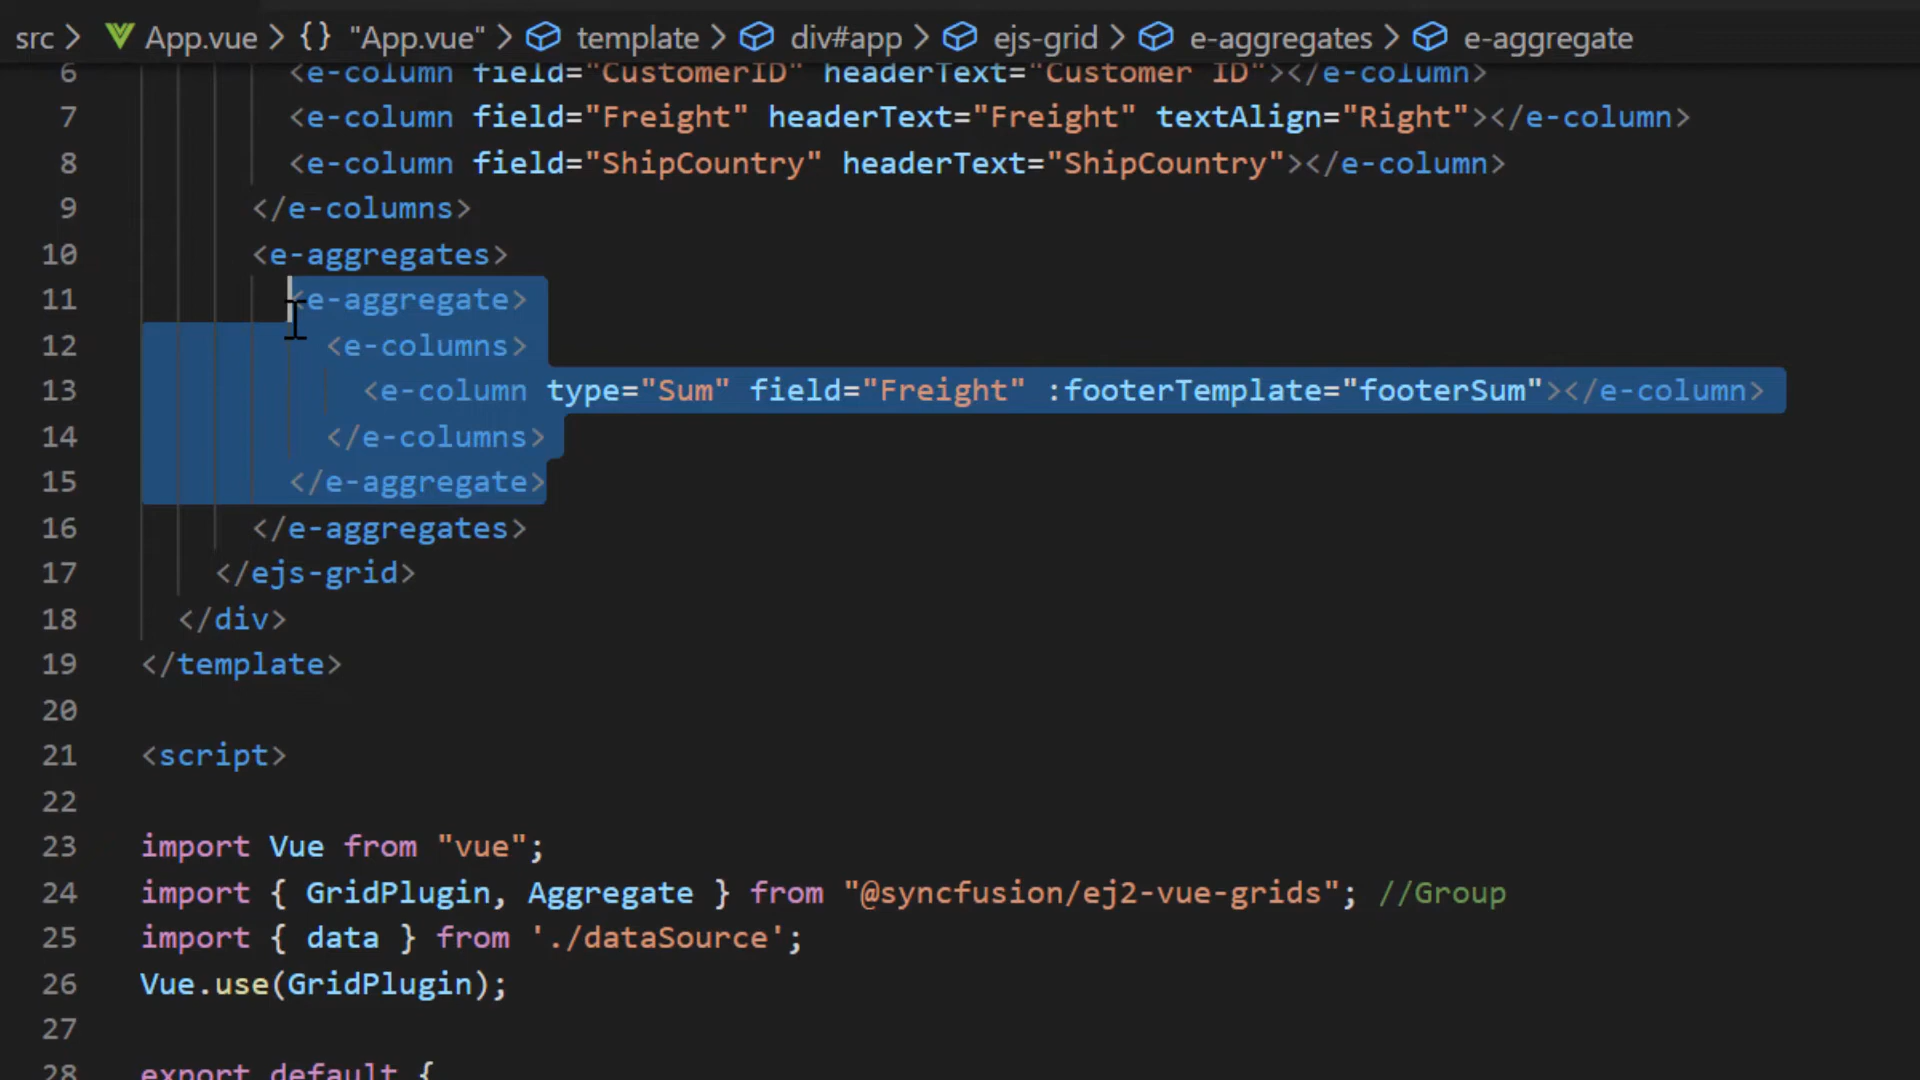 src > App.vue > {} "App.vue" > template > div#app > ejs-grid > e-aggregates > e-aggregate
6 <e-column field="CustomerID" headerText="Customer ID"></e-column>
7 <e-column field="Freight" headerText="Freight" textAlign="Right"></e-column>
8 <e-column field="ShipCountry" headerText="ShipCountry"></e-column>
9 </e-columns>
10 <e-aggregates>
11 <e-aggregate>
12 <e-columns>
13 <e-column type="Sum" field="Freight" :footerTemplate="footerSum"></e-column>
14 </e-columns>
15 </e-aggregate>
16 </e-aggregates>
17 </ejs-grid>
18 </div>
19 </template>
20
21 <script>
22
23 import Vue from "vue";
24 import { GridPlugin, Aggregate } from "@syncfusion/ej2-vue-grids"; //Group
25 import { data } from './dataSource';
26 Vue.use(GridPlugin);
27
28 export default {